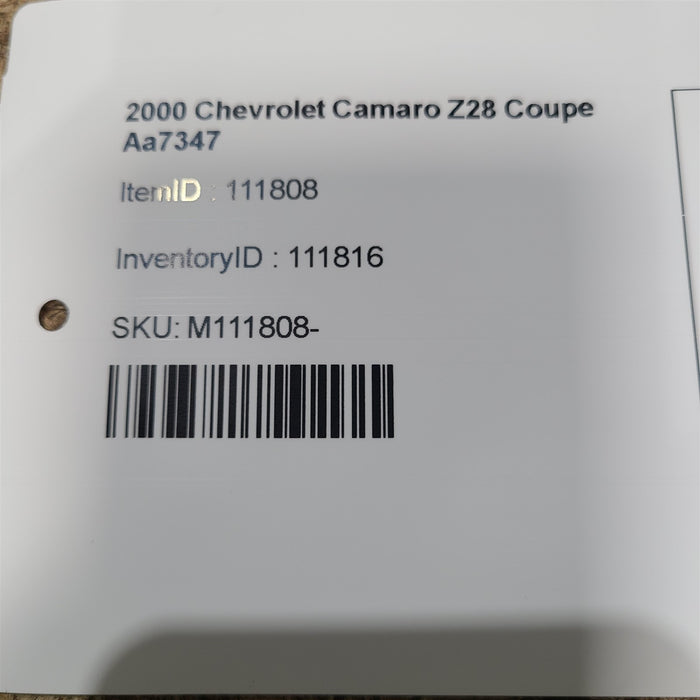 2000 Chevrolet Camaro Z28 Coupe
Aa7347
ItemID : 111808
InventoryID : 111816
SKU: M111808-